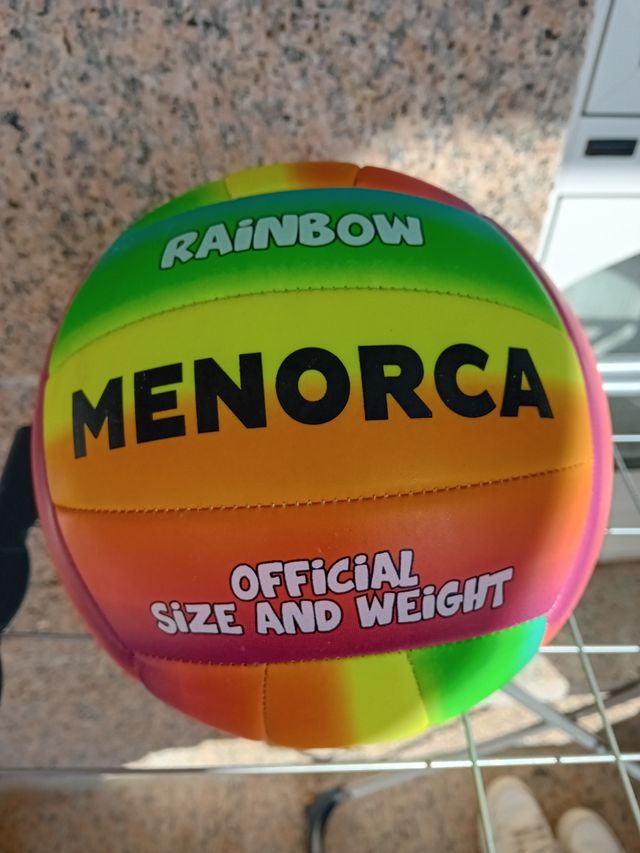 RAiNBOW
MENORCA
OFFiCiAL
SiZE AND WEiGHT